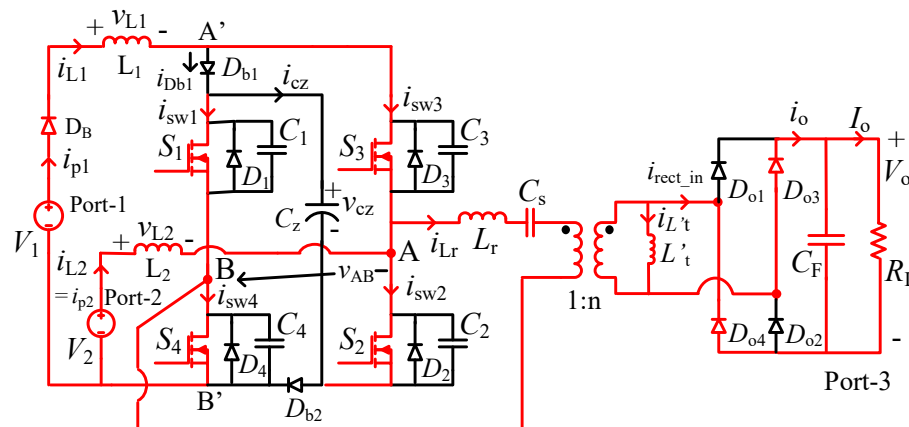 + v_L1 -
A'
i_L1
L_1
i_Db1
D_b1
i_cz
D_B
i_sw1
i_sw3
i_o
I_o
S_1
C_1
S_3
C_3
+
i_p1
D_1
D_3
i_rect_in
D_o1
D_o3
V_o
Port-1
+
v_cz
C_s
V_1
v_L2
C_z
-
i_L't
+ -
i_L2
L_2
B
A
i_Lr
L_r
L'_t
C_F
R_L
= i_p2
Port-2
v_AB
-
i_sw4
i_sw2
1:n
V_2
S_4
C_4
S_2
C_2
D_o4
D_o2
-
D_4
D_2
B'
D_b2
Port-3